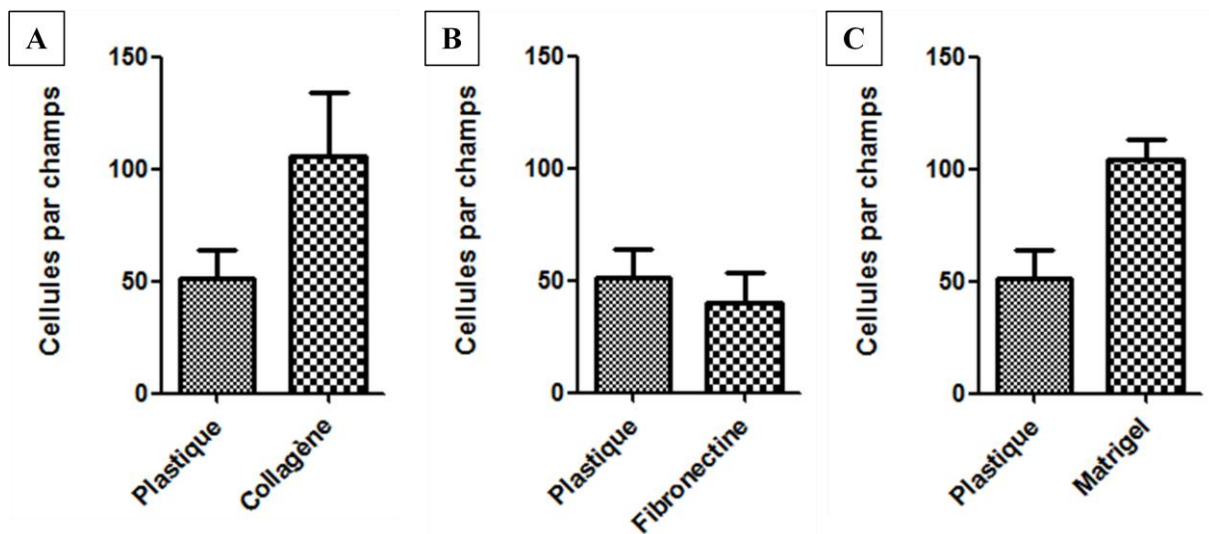 A
Cellules par champs
150
100
50
0
Plastique
Collagène
B
Cellules par champs
150
100
50
0
Plastique
Fibronectine
C
Cellules par champs
150
100
50
0
Plastique
Matrigel